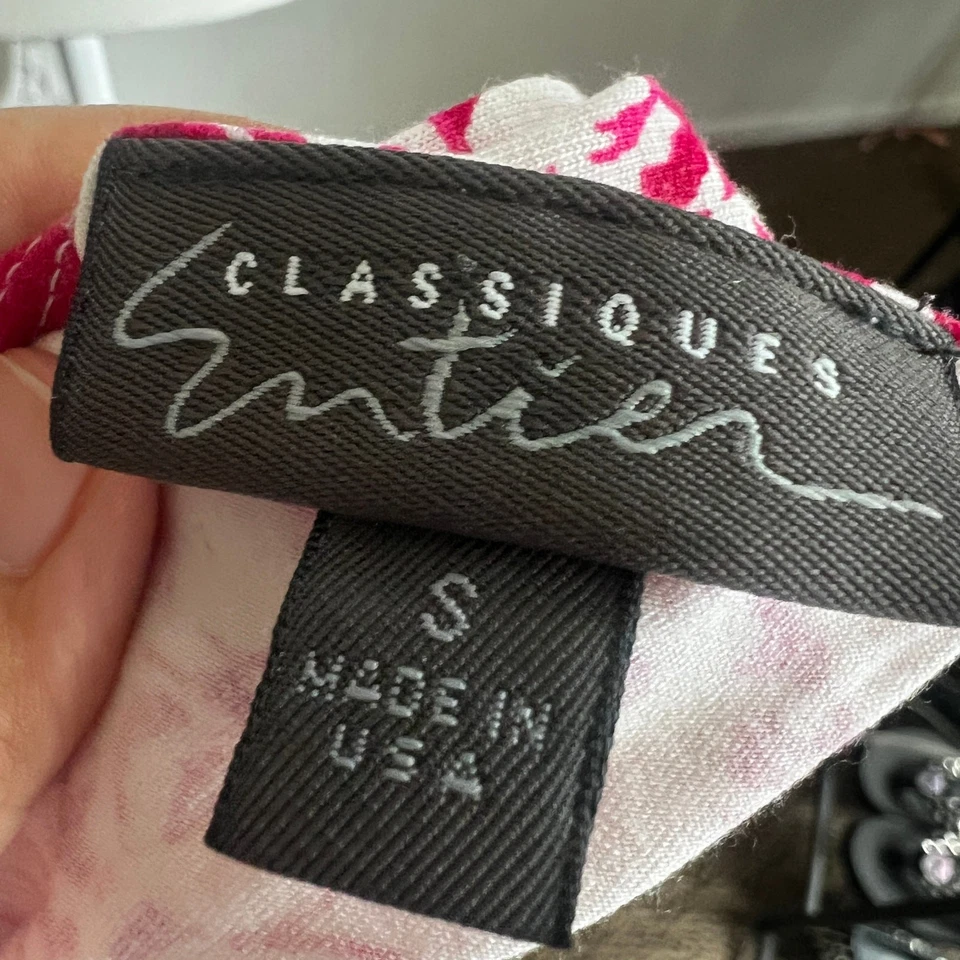 CLASSIQUES
Entier
S
MADE IN
USA